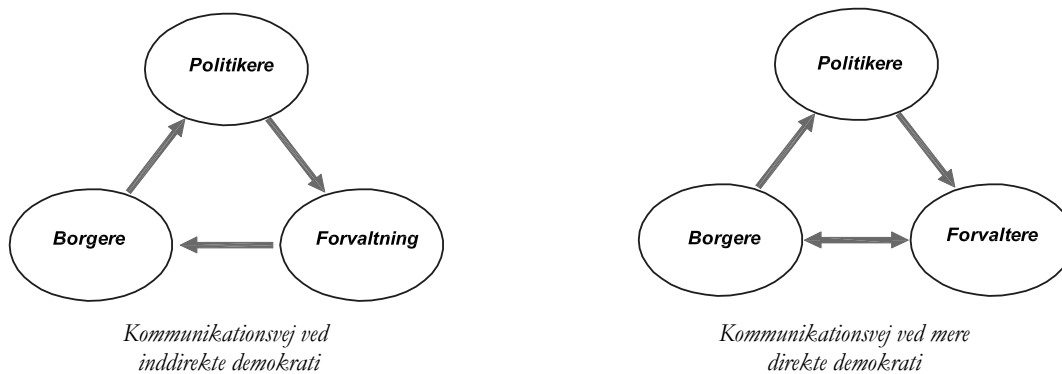 Politikere
Borgere
Forvaltning
Kommunikationsvej ved
inddirekte demokrati
Politikere
Borgere
Forvaltere
Kommunikationsvej ved mere
direkte demokrati